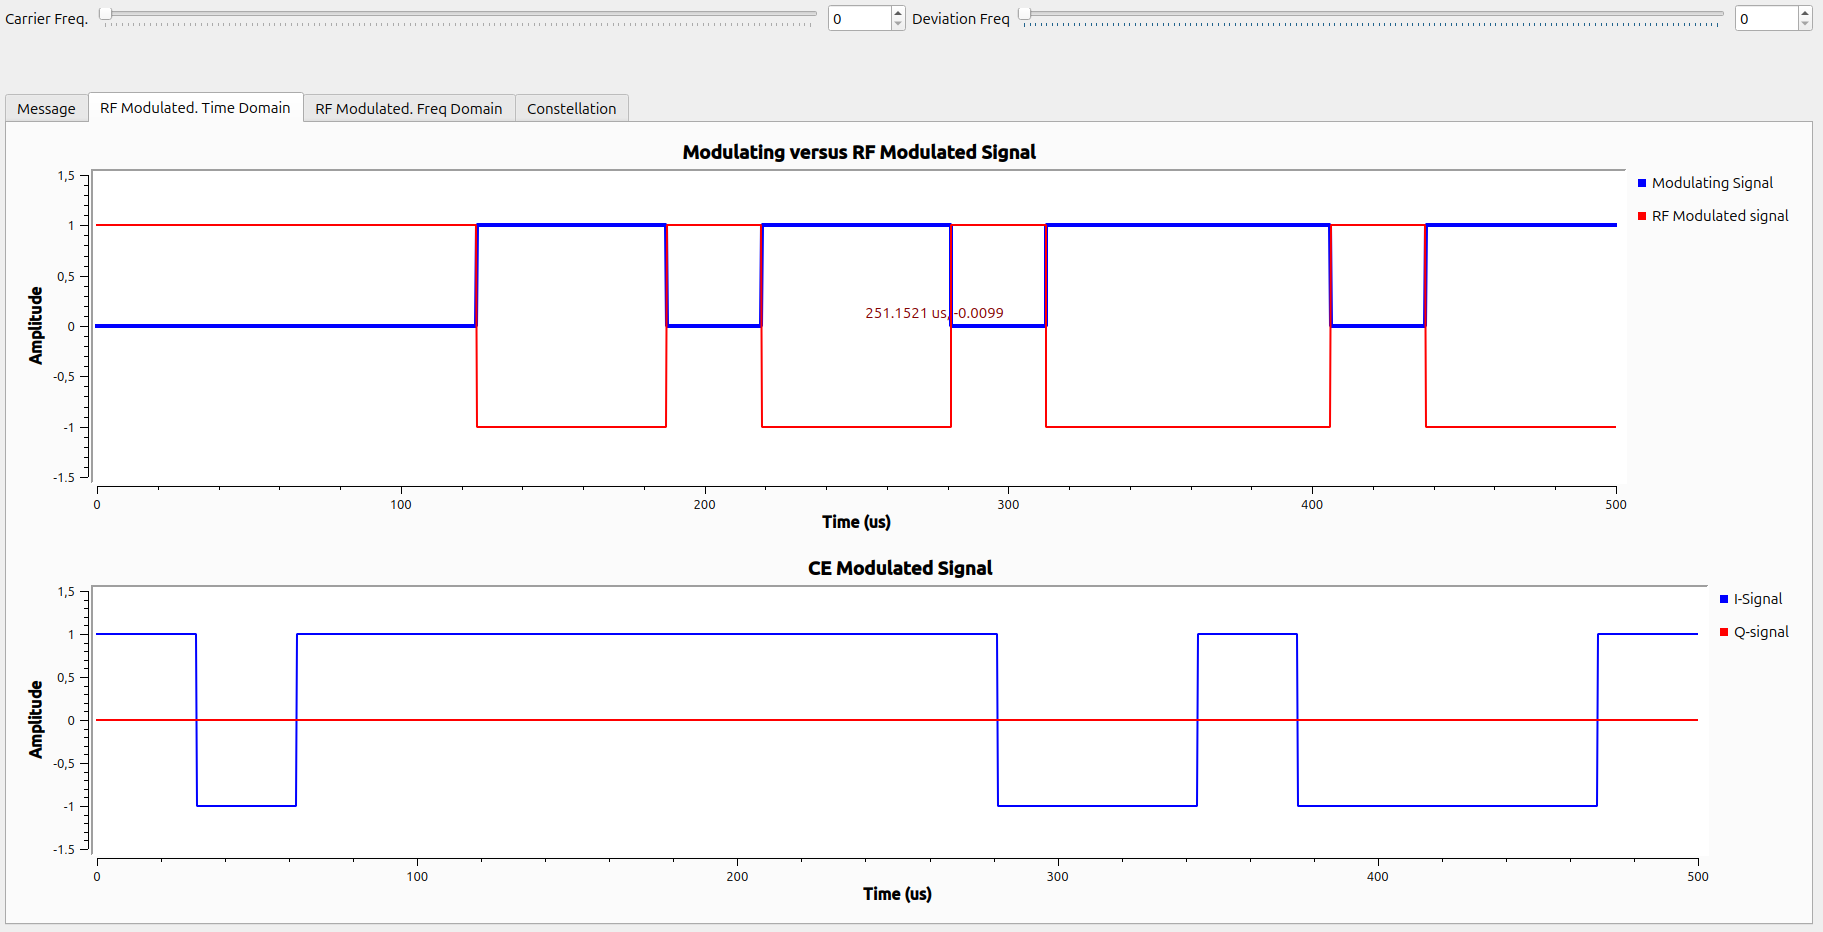 Carrier Freq. 0 Deviation Freq 0
Message RF Modulated. Time Domain RF Modulated. Freq Domain Constellation
Modulating versus RF Modulated Signal
1,5
1
0,5
0
-0,5
-1
-1.5
Amplitude
251.1521 us, -0.0099
0 100 200 300 400 500
Time (us)
Modulating Signal
RF Modulated signal
CE Modulated Signal
1,5
1
0,5
0
-0,5
-1
-1.5
Amplitude
0 100 200 300 400 500
Time (us)
I-Signal
Q-signal